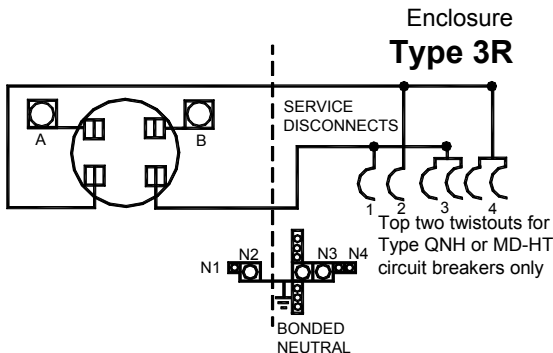 Enclosure
Type 3R
A
B
SERVICE
DISCONNECTS
1 2 3 4
Top two twistouts for
Type QNH or MD-HT
circuit breakers only
N1 N2 N3 N4
BONDED
NEUTRAL